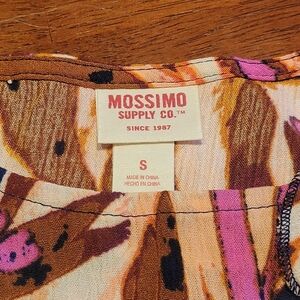 MOSSIMO
SUPPLY CO.™
SINCE 1987
S
MADE IN CHINA
HECHO EN CHINA